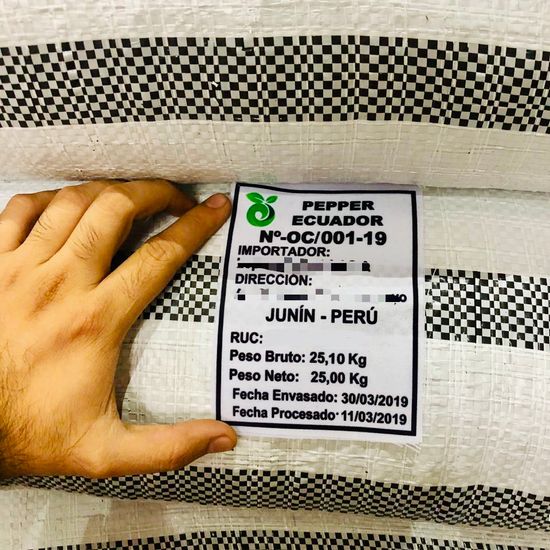 PEPPER
ECUADOR
Nº-OC/001-19
IMPORTADOR:
DIRECCION:
JUNÍN - PERÚ
RUC:
Peso Bruto: 25,10 Kg
Peso Neto: 25,00 Kg
Fecha Envasado: 30/03/2019
Fecha Procesado: 11/03/2019